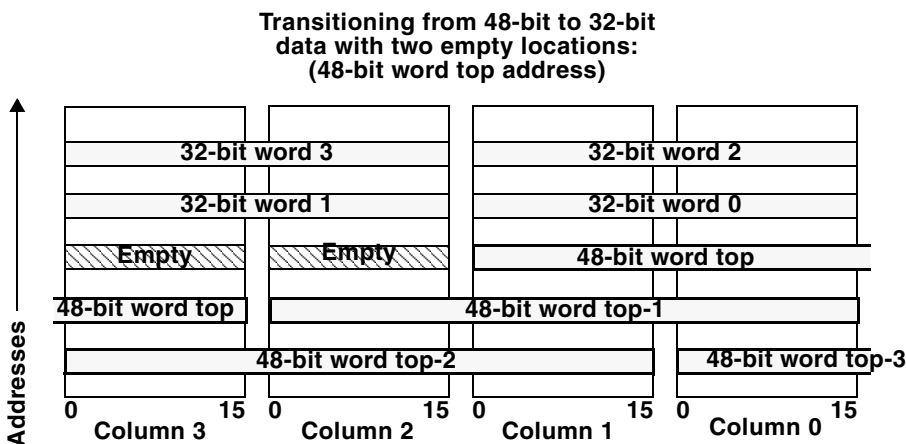 Transitioning from 48-bit to 32-bit
data with two empty locations:
(48-bit word top address)
Addresses
32-bit word 3
32-bit word 2
32-bit word 1
32-bit word 0
Empty
Empty
48-bit word top
48-bit word top
48-bit word top-1
48-bit word top-2
48-bit word top-3
0 15 0 15 0 15 0 15
Column 3 Column 2 Column 1 Column 0